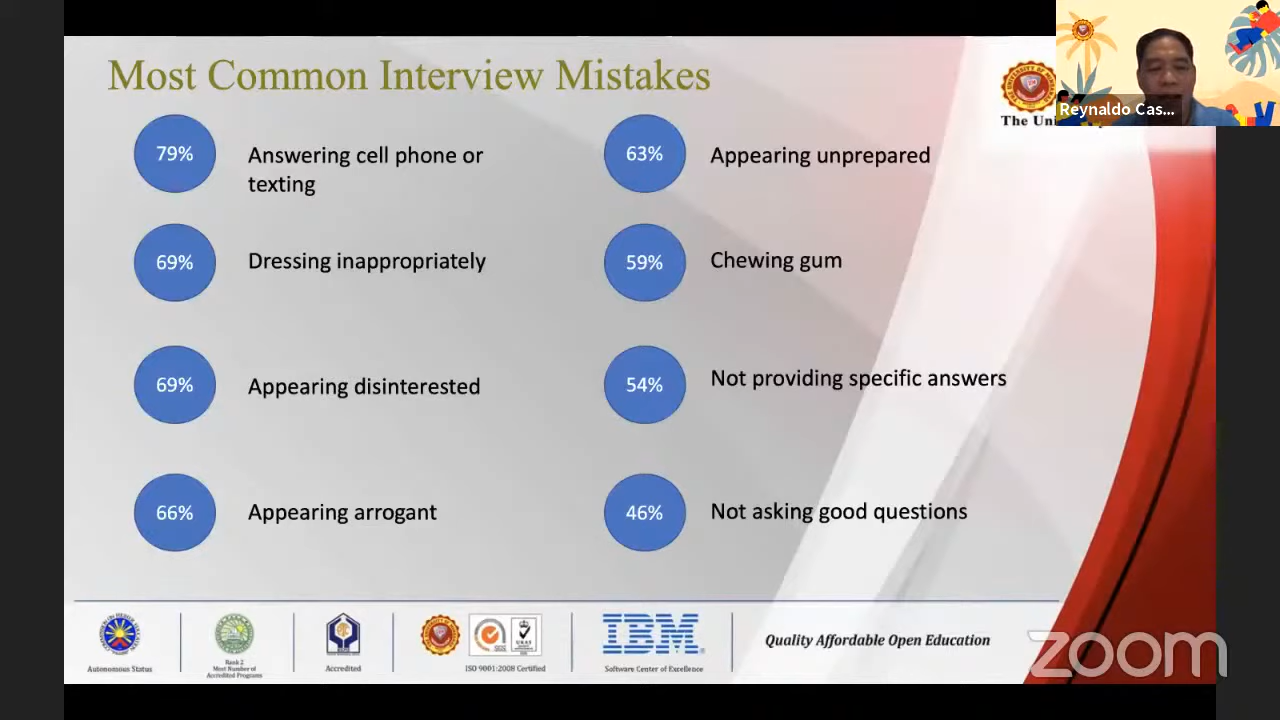 Most Common Interview Mistakes
79%
Answering cell phone or
texting
69%
Dressing inappropriately
69%
Appearing disinterested
66%
Appearing arrogant
63%
Appearing unprepared
59%
Chewing gum
54%
Not providing specific answers
46%
Not asking good questions
The Uni
Reynaldo Cas...
Autonomous Status
Rank 2
Most Number of
Accredited Programs
Accredited
SGS
UKAS
ISO 9001:2008 Certified
IBM
Software Center of Excellence
Quality Affordable Open Education
zoom